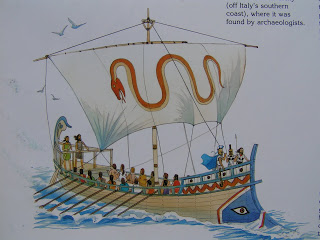 (off Italy's southern
coast), where it was
found by archaeologists.